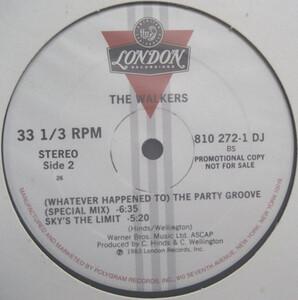 LONDON
RECORDINGS
THE WALKERS
33 1/3 RPM
STEREO
Side 2
26
810 272-1 DJ
BS
PROMOTIONAL COPY
NOT FOR SALE
(WHATEVER HAPPENED TO) THE PARTY GROOVE
(SPECIAL MIX) -6:35
SKY'S THE LIMIT -5:20
(Hinds/Wellington)
Warner Bros. Music Ltd. ASCAP
Produced by C. Hinds & C. Wellington
℗ 1983 London Records Inc.
MANUFACTURED AND MARKETED BY POLYGRAM RECORDS, INC., 810 SEVENTH AVENUE, NEW YORK, NEW YORK 10019